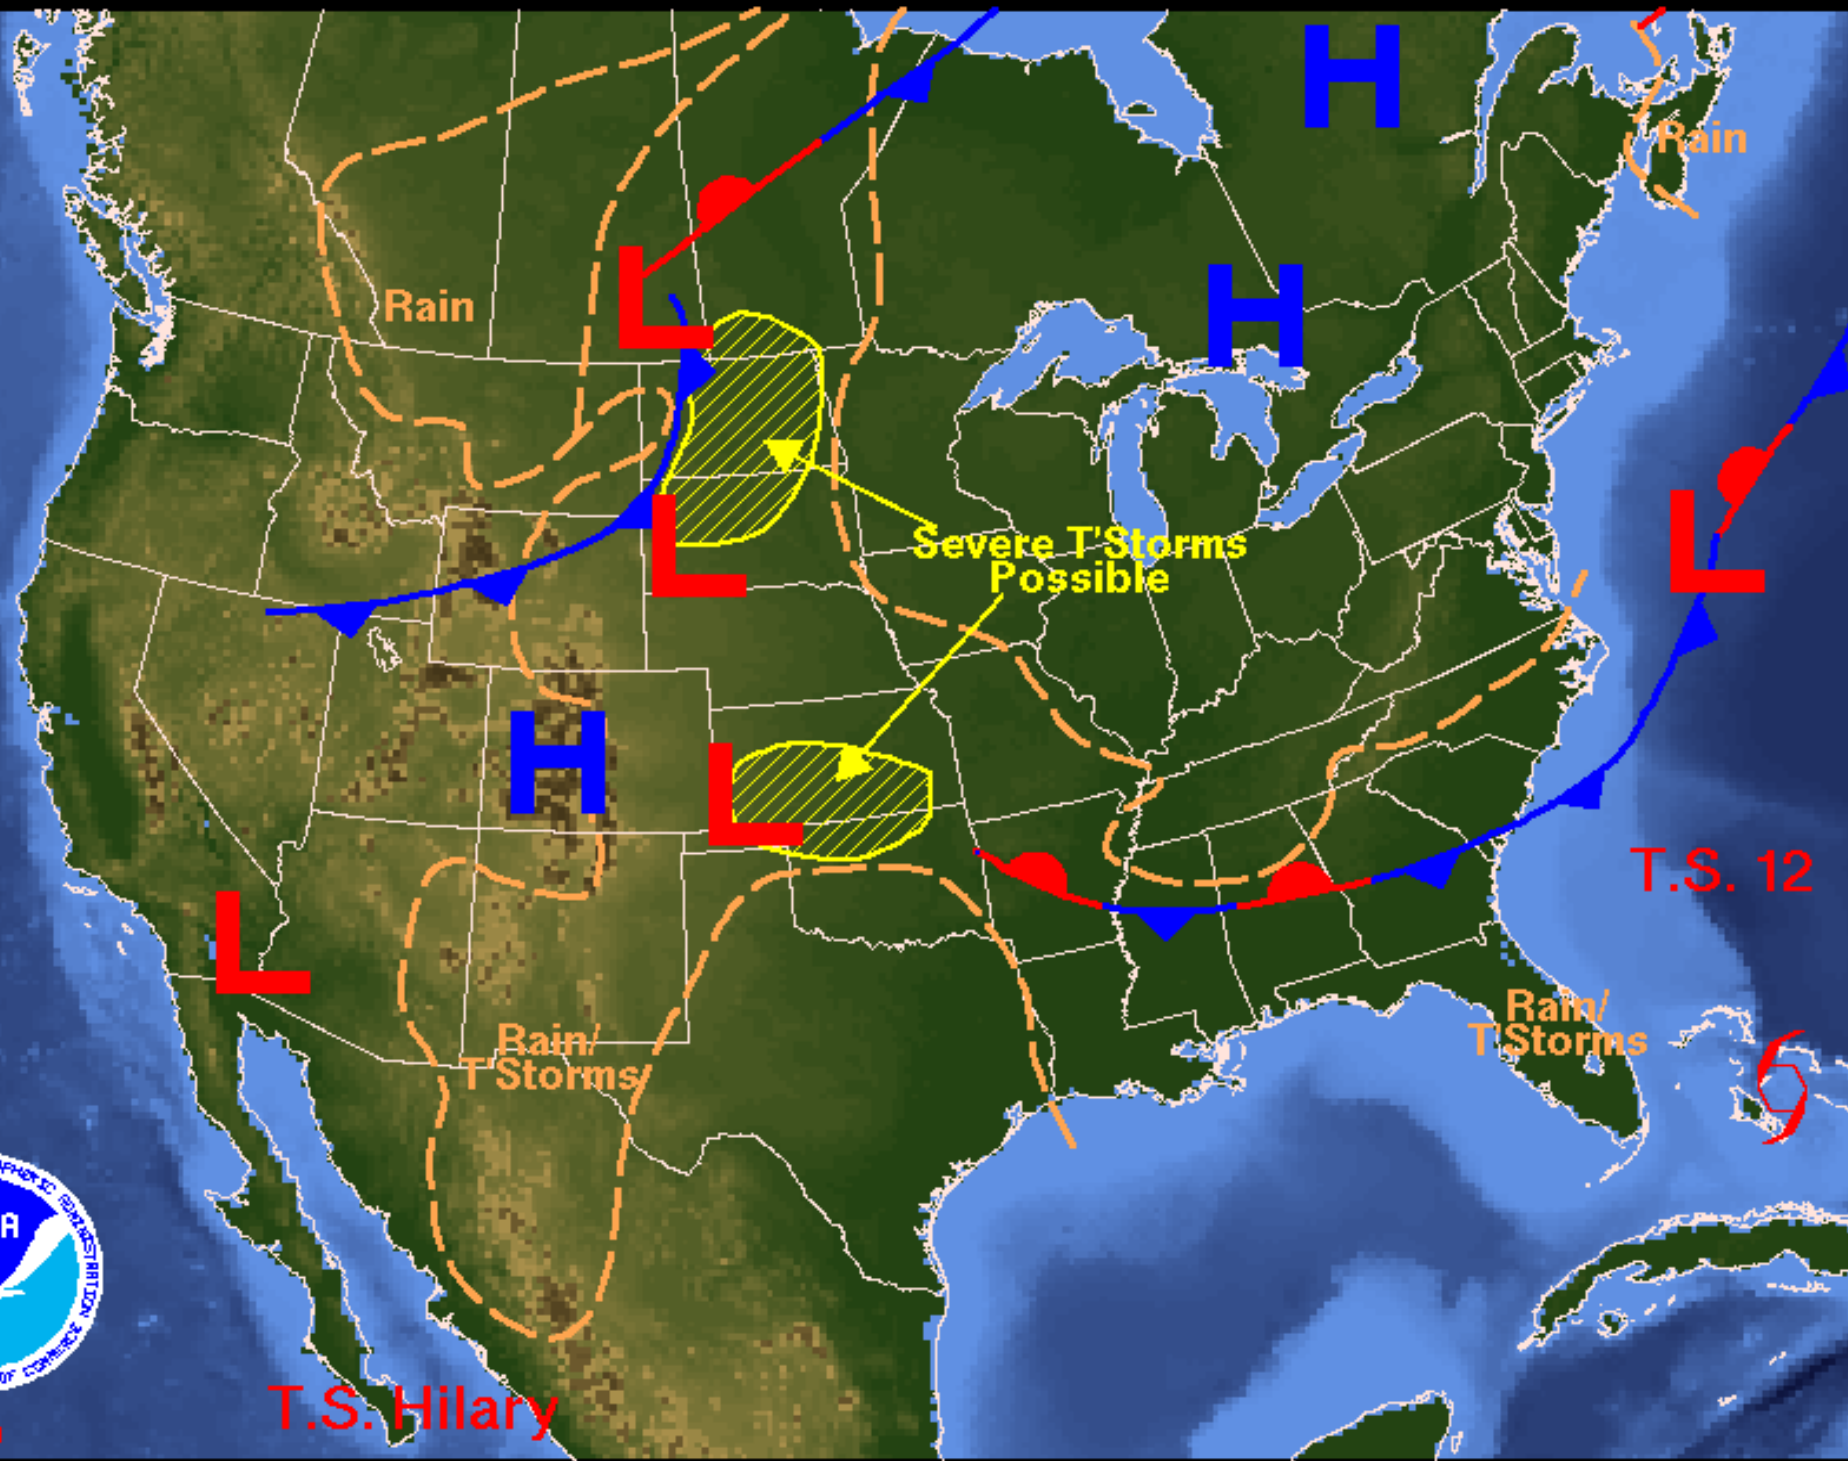 H
Rain
Rain
L
H
L
Severe T'Storms
Possible
L
H
L
L
T.S. 12
Rain/
T'Storms
Rain/
T'Storms
A
T.S. Hilary